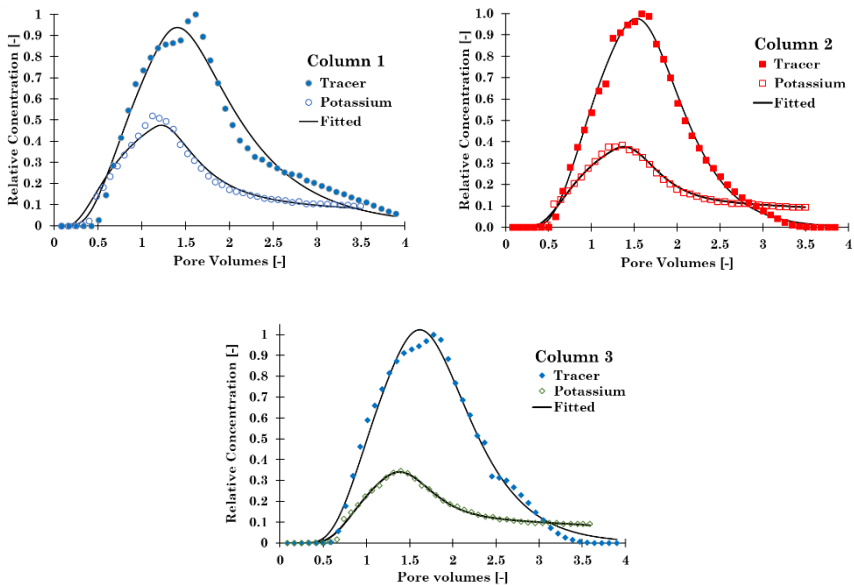 Column 1
Tracer
Potassium
Fitted
Relative Concentration [-]
1
0.9
0.8
0.7
0.6
0.5
0.4
0.3
0.2
0.1
0
0 0.5 1 1.5 2 2.5 3 3.5 4
Pore Volumes [-]
Column 2
Tracer
Potassium
Fitted
Relative Concentration [-]
1.0
0.9
0.8
0.7
0.6
0.5
0.4
0.3
0.2
0.1
0.0
0 0.5 1 1.5 2 2.5 3 3.5 4
Pore Volumes [-]
Column 3
Tracer
Potassium
Fitted
Relative Concentration [-]
1
0.9
0.8
0.7
0.6
0.5
0.4
0.3
0.2
0.1
0
0 0.5 1 1.5 2 2.5 3 3.5 4
Pore volumes [-]